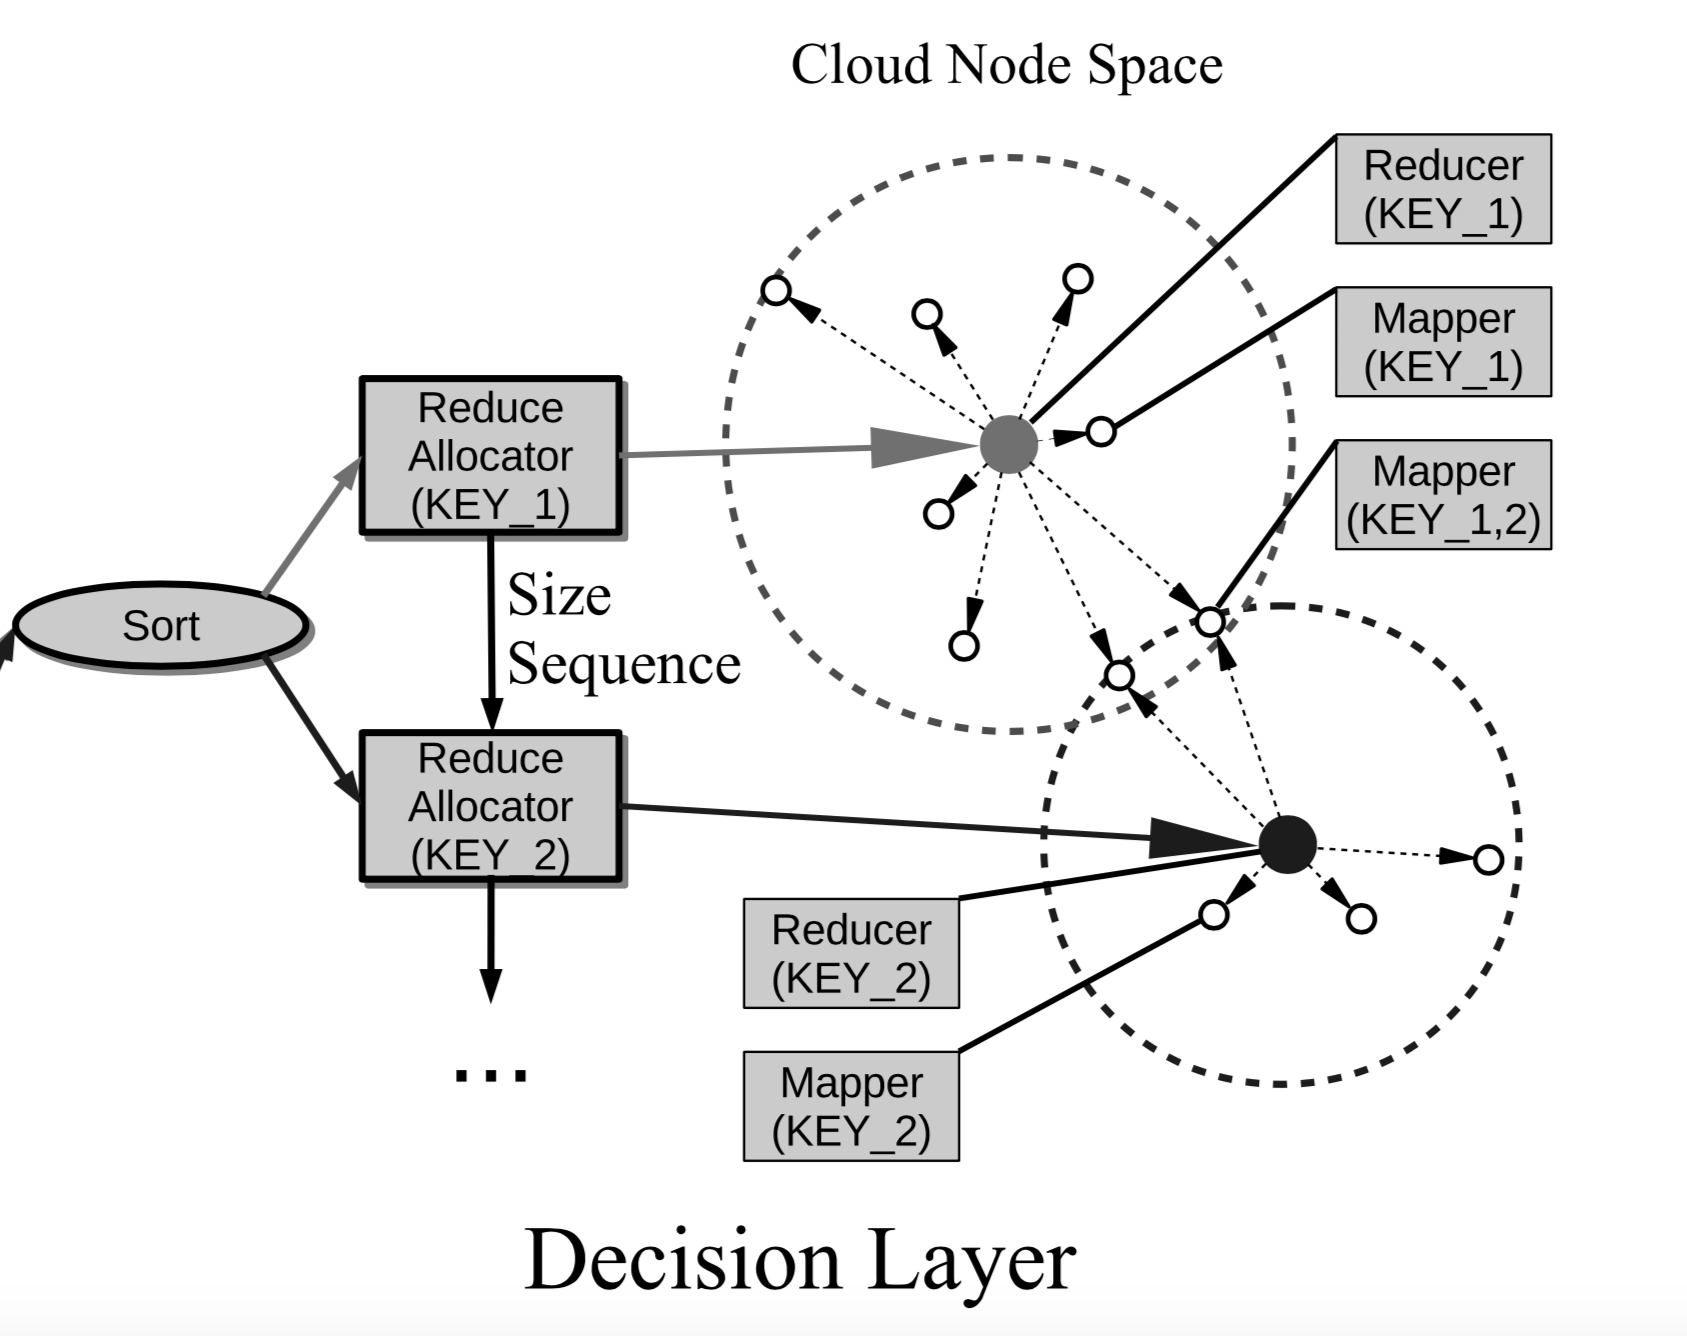 Cloud Node Space
Reducer
(KEY_1)
Mapper
(KEY_1)
Mapper
(KEY_1,2)
Reduce
Allocator
(KEY_1)
Sort
Size
Sequence
Reduce
Allocator
(KEY_2)
Reducer
(KEY_2)
Mapper
(KEY_2)
...
Decision Layer